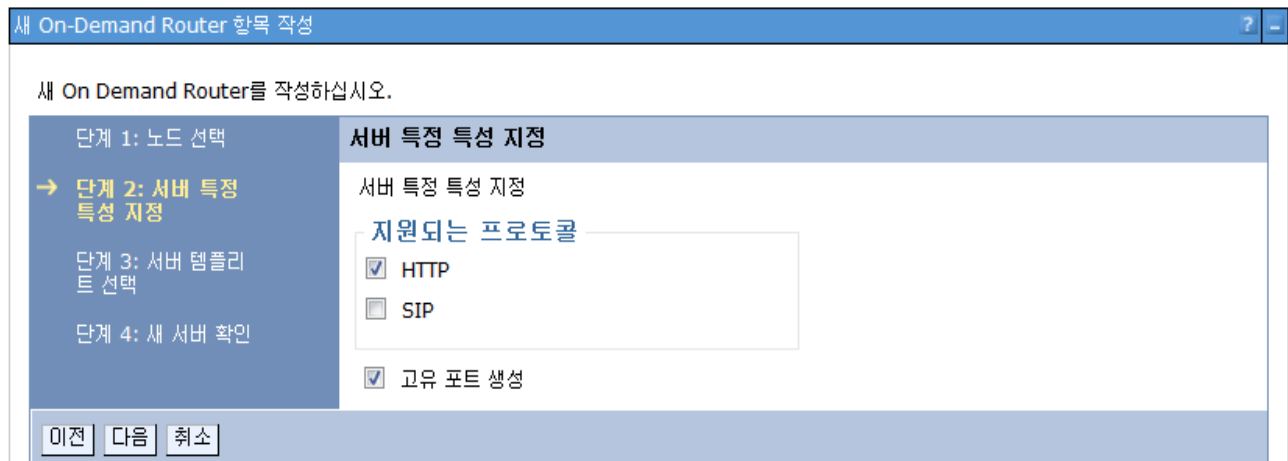 새 On-Demand Router 항목 작성
? -
새 On Demand Router를 작성하십시오.
단계 1: 노드 선택
단계 2: 서버 특정
특성 지정
단계 3: 서버 템플리
트 선택
단계 4: 새 서버 확인
서버 특정 특성 지정
서버 특정 특성 지정
지원되는 프로토콜
HTTP
SIP
고유 포트 생성
이전 다음 취소